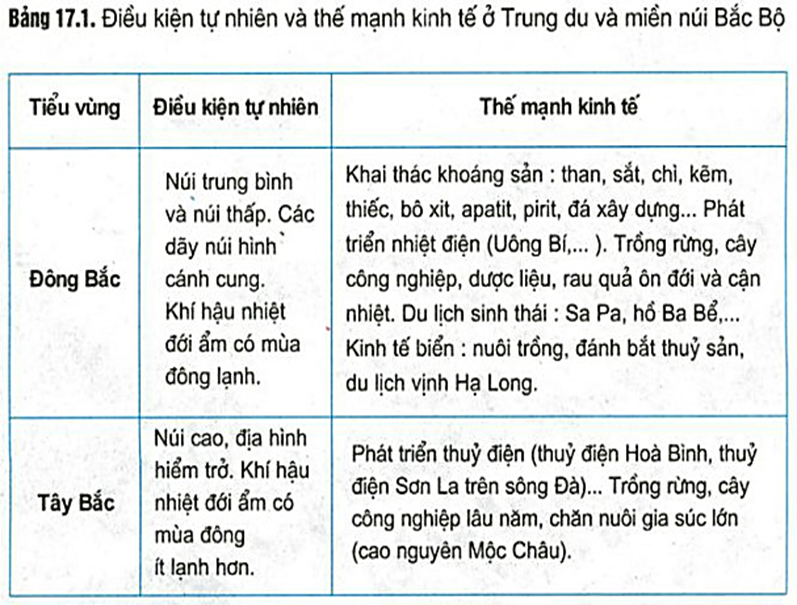 Bảng 17.1. Điều kiện tự nhiên và thế mạnh kinh tế ở Trung du và miền núi Bắc Bộ
Tiểu vùng
Điều kiện tự nhiên
Thế mạnh kinh tế
Đông Bắc
Núi trung bình
và núi thấp. Các
dãy núi hình
cánh cung.
Khí hậu nhiệt
đới ẩm có mùa
đông lạnh.
Khai thác khoáng sản : than, sắt, chì, kẽm,
thiếc, bô xit, apatit, pirit, đá xây dựng... Phát
triển nhiệt điện (Uông Bí,... ). Trồng rừng, cây
công nghiệp, dược liệu, rau quả ôn đới và cận
nhiệt. Du lịch sinh thái : Sa Pa, hồ Ba Bể,...
Kinh tế biển : nuôi trồng, đánh bắt thuỷ sản,
du lịch vịnh Hạ Long.
Tây Bắc
Núi cao, địa hình
hiểm trở. Khí hậu
nhiệt đới ẩm có
mùa đông
ít lạnh hơn.
Phát triển thuỷ điện (thuỷ điện Hoà Bình, thuỷ
điện Sơn La trên sông Đà)... Trồng rừng, cây
công nghiệp lâu năm, chăn nuôi gia súc lớn
(cao nguyên Mộc Châu).